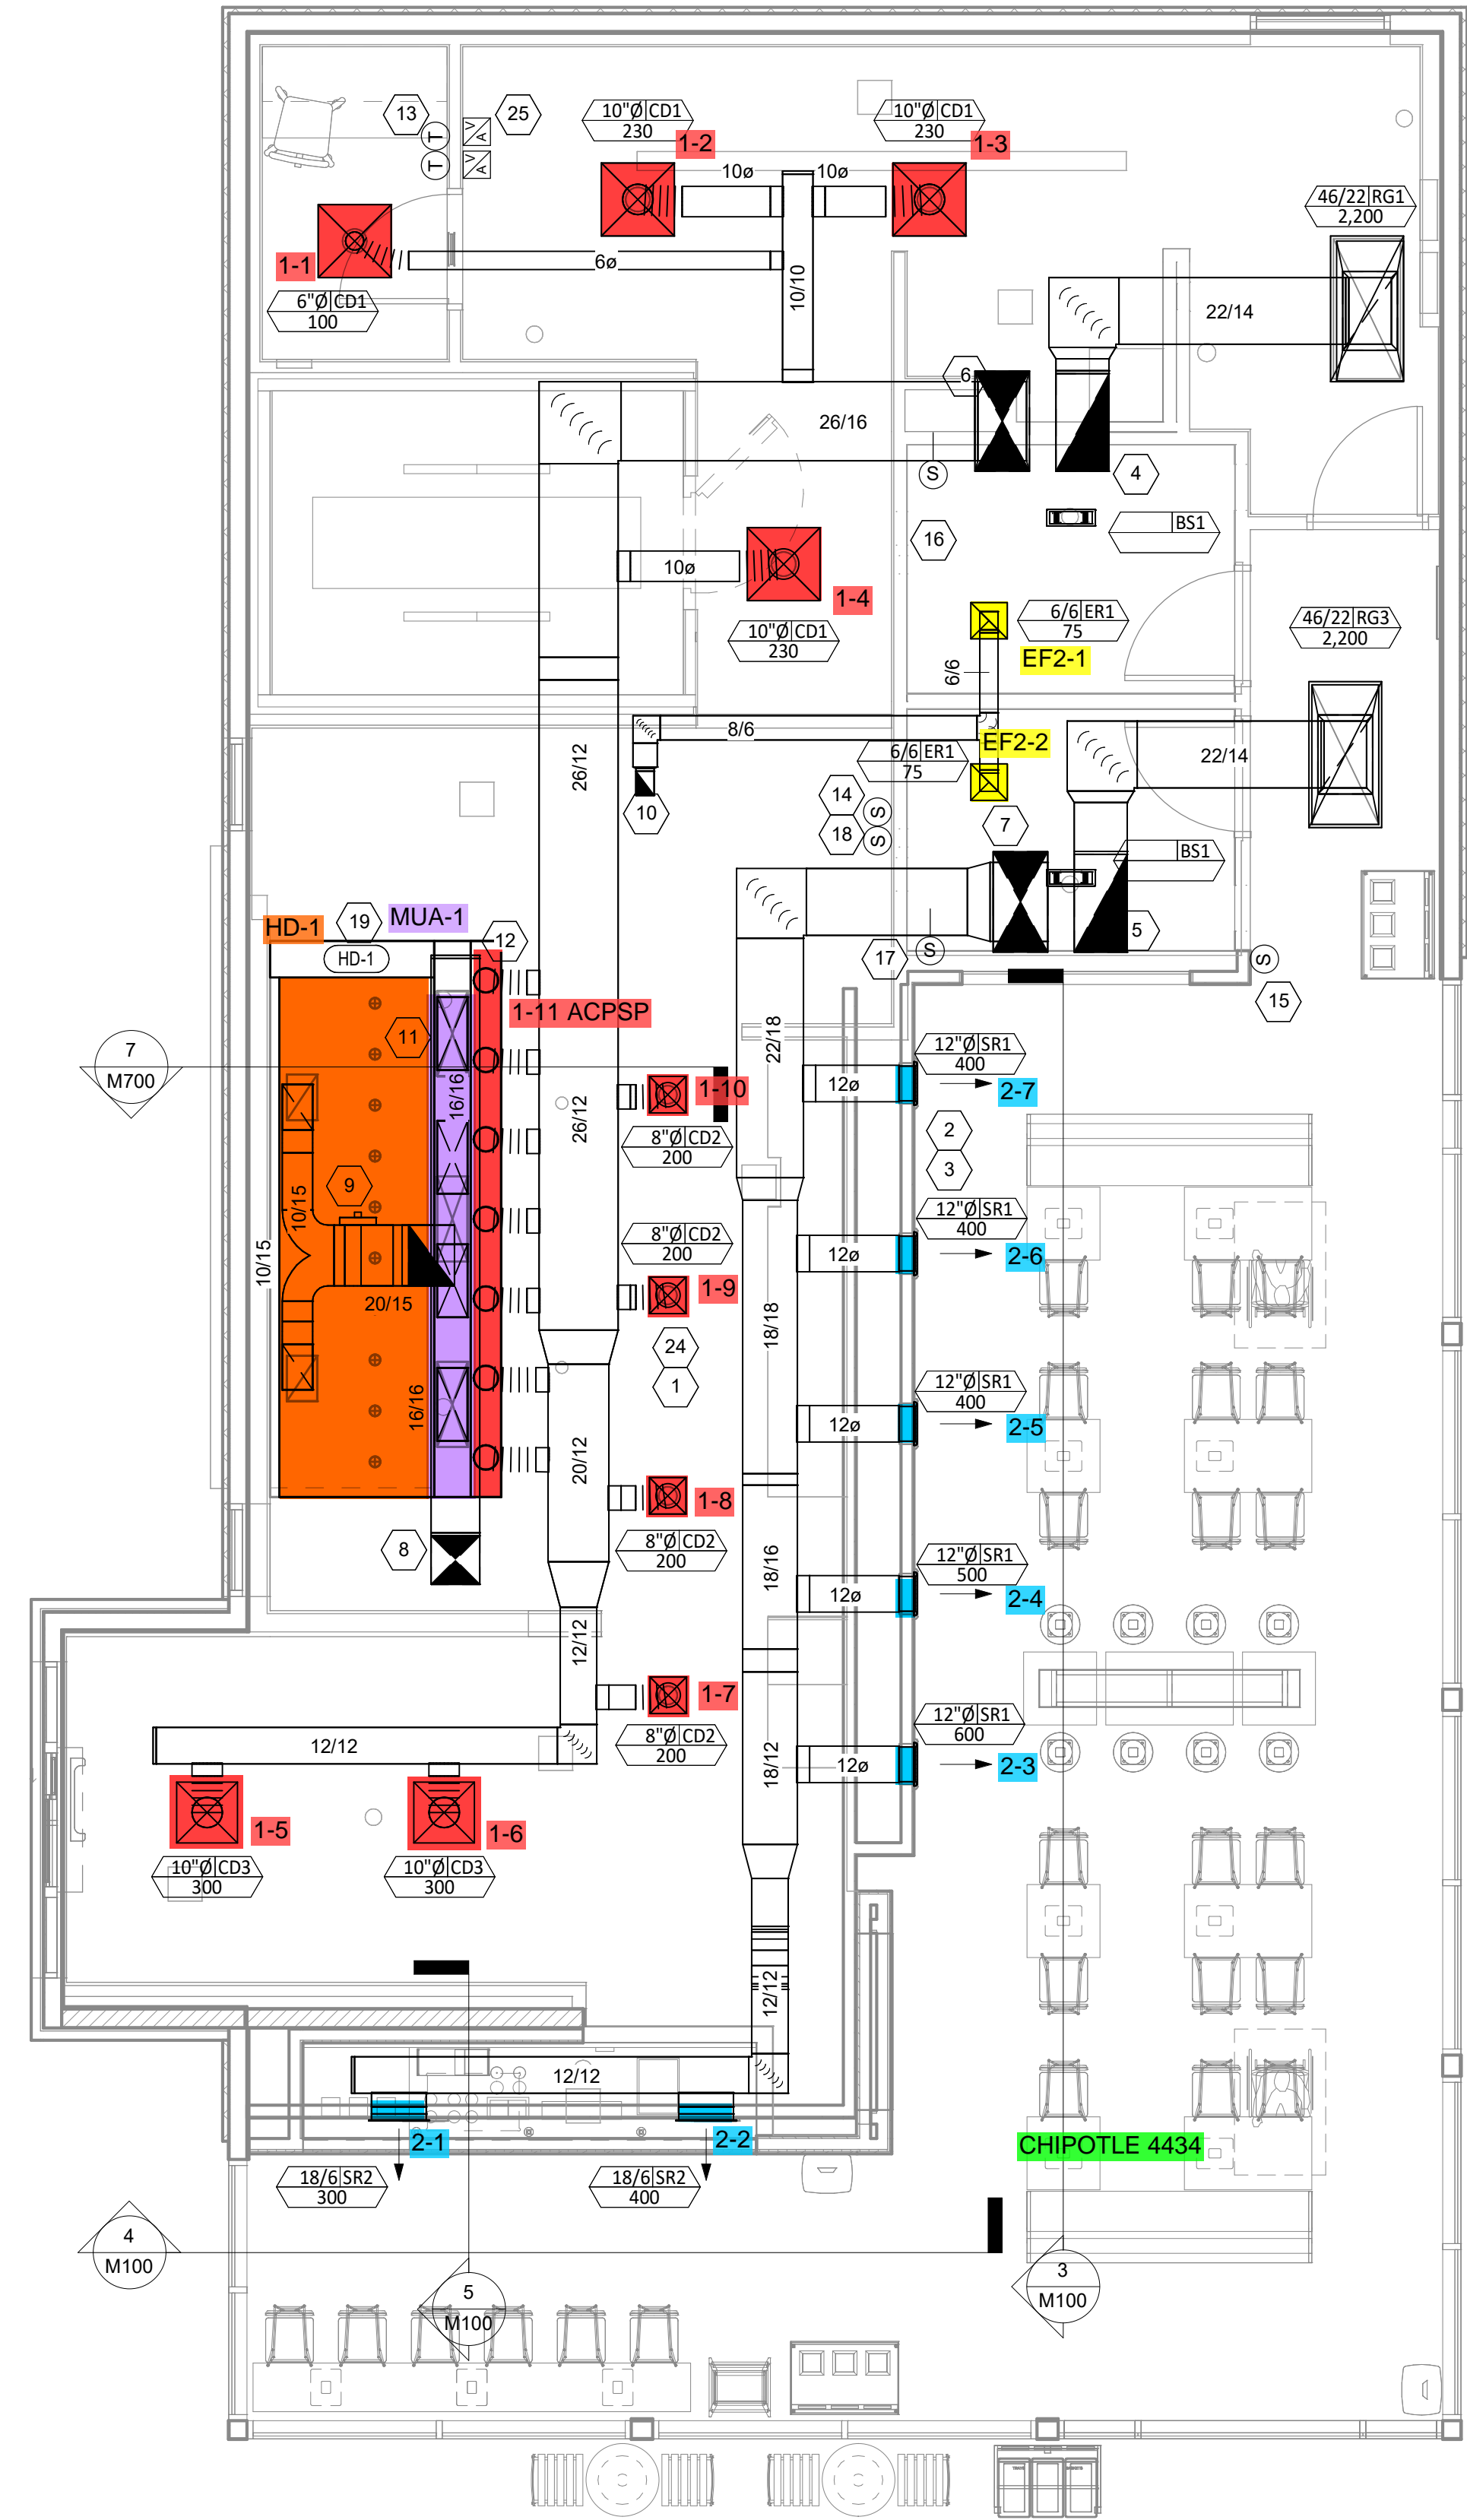 13
T
T
V
A
V
A
25
10"Ø CD1
230
1-2
10"Ø CD1
230
1-3
10ø
10ø
46/22 RG1
2,200
1-1
6"Ø CD1
100
6ø
10/10
22/14
6
26/16
S
4
16
BS1
10ø
1-4
10"Ø CD1
230
6/6 ER1
75
EF2-1
46/22 RG3
2,200
6/6
8/6
EF2-2
6/6 ER1
75
22/14
26/12
10
14
18
S
S
7
BS1
5
HD-1
19
MUA-1
12
HD-1
17
S
S
15
1-11 ACPSP
11
7
M700
22/18
12"Ø SR1
400
12ø
2-7
16/16
26/12
1-10
8"Ø CD2
200
2
3
9
10/15
10/15
20/15
8"Ø CD2
200
1-9
12"Ø SR1
400
12ø
2-6
18/18
24
1
12"Ø SR1
400
12ø
2-5
16/16
20/12
1-8
8"Ø CD2
200
8
18/16
12"Ø SR1
500
12ø
2-4
12/12
1-7
8"Ø CD2
200
12"Ø SR1
600
12ø
2-3
18/12
12/12
1-5
10"Ø CD3
300
1-6
10"Ø CD3
300
12/12
12/12
2-1
18/6 SR2
300
2-2
18/6 SR2
400
CHIPOTLE 4434
4
M100
5
M100
3
M100